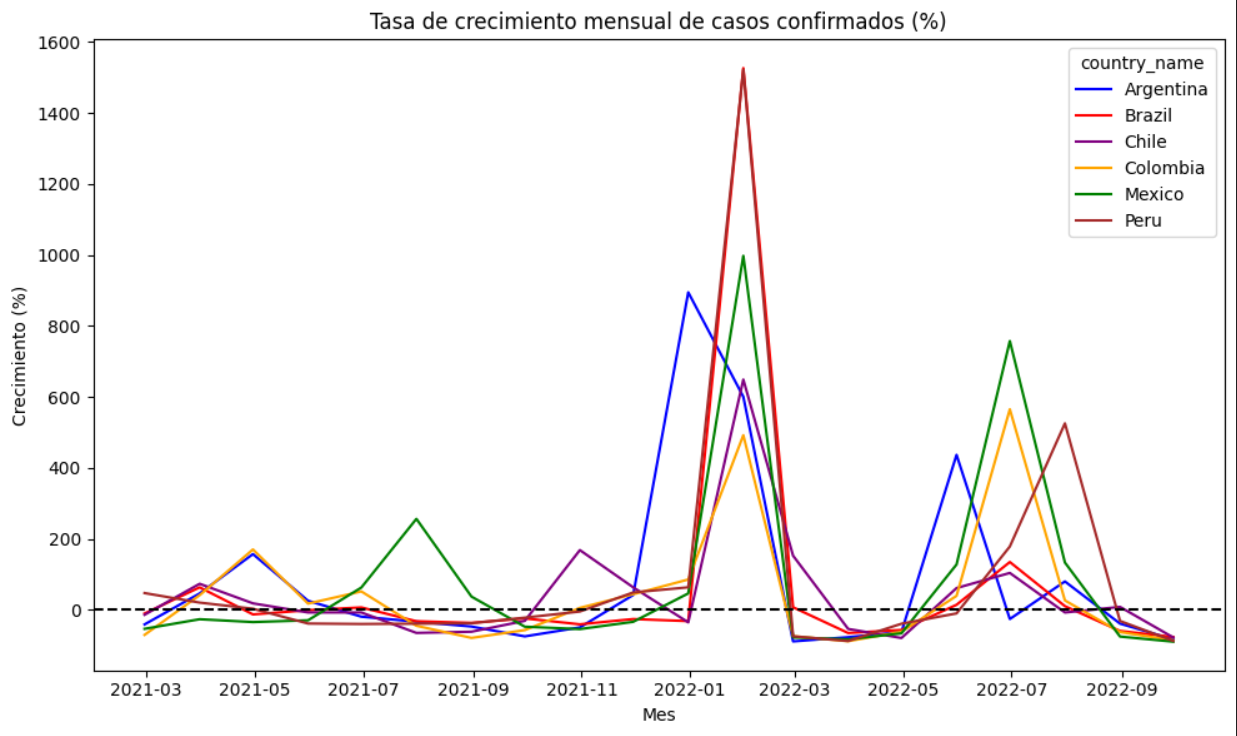 Tasa de crecimiento mensual de casos confirmados (%)
1600
1400
1200
1000
800
600
400
200
0
Crecimiento (%)
country_name
Argentina
Brazil
Chile
Colombia
Mexico
Peru
2021-03
2021-05
2021-07
2021-09
2021-11
2022-01
2022-03
2022-05
2022-07
2022-09
Mes